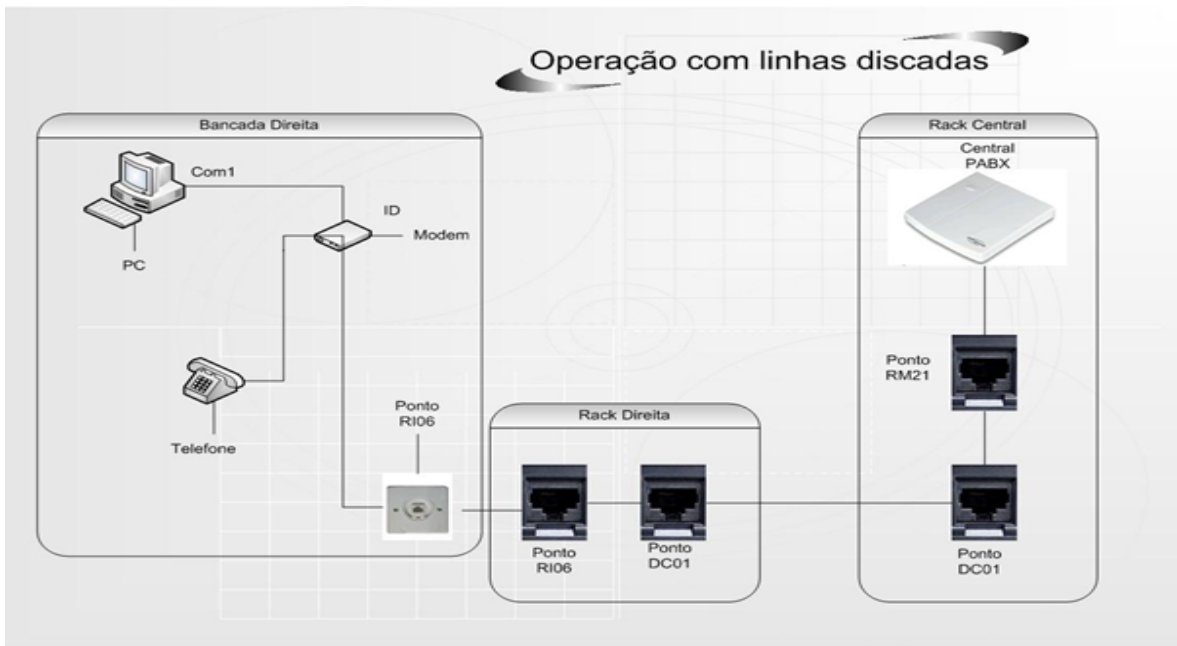 Operação com linhas discadas
Bancada Direita
Com1
PC
ID
Modem
Telefone
Ponto
RI06
Rack Direita
Ponto
RI06
Ponto
DC01
Rack Central
Central
PABX
Ponto
RM21
Ponto
DC01